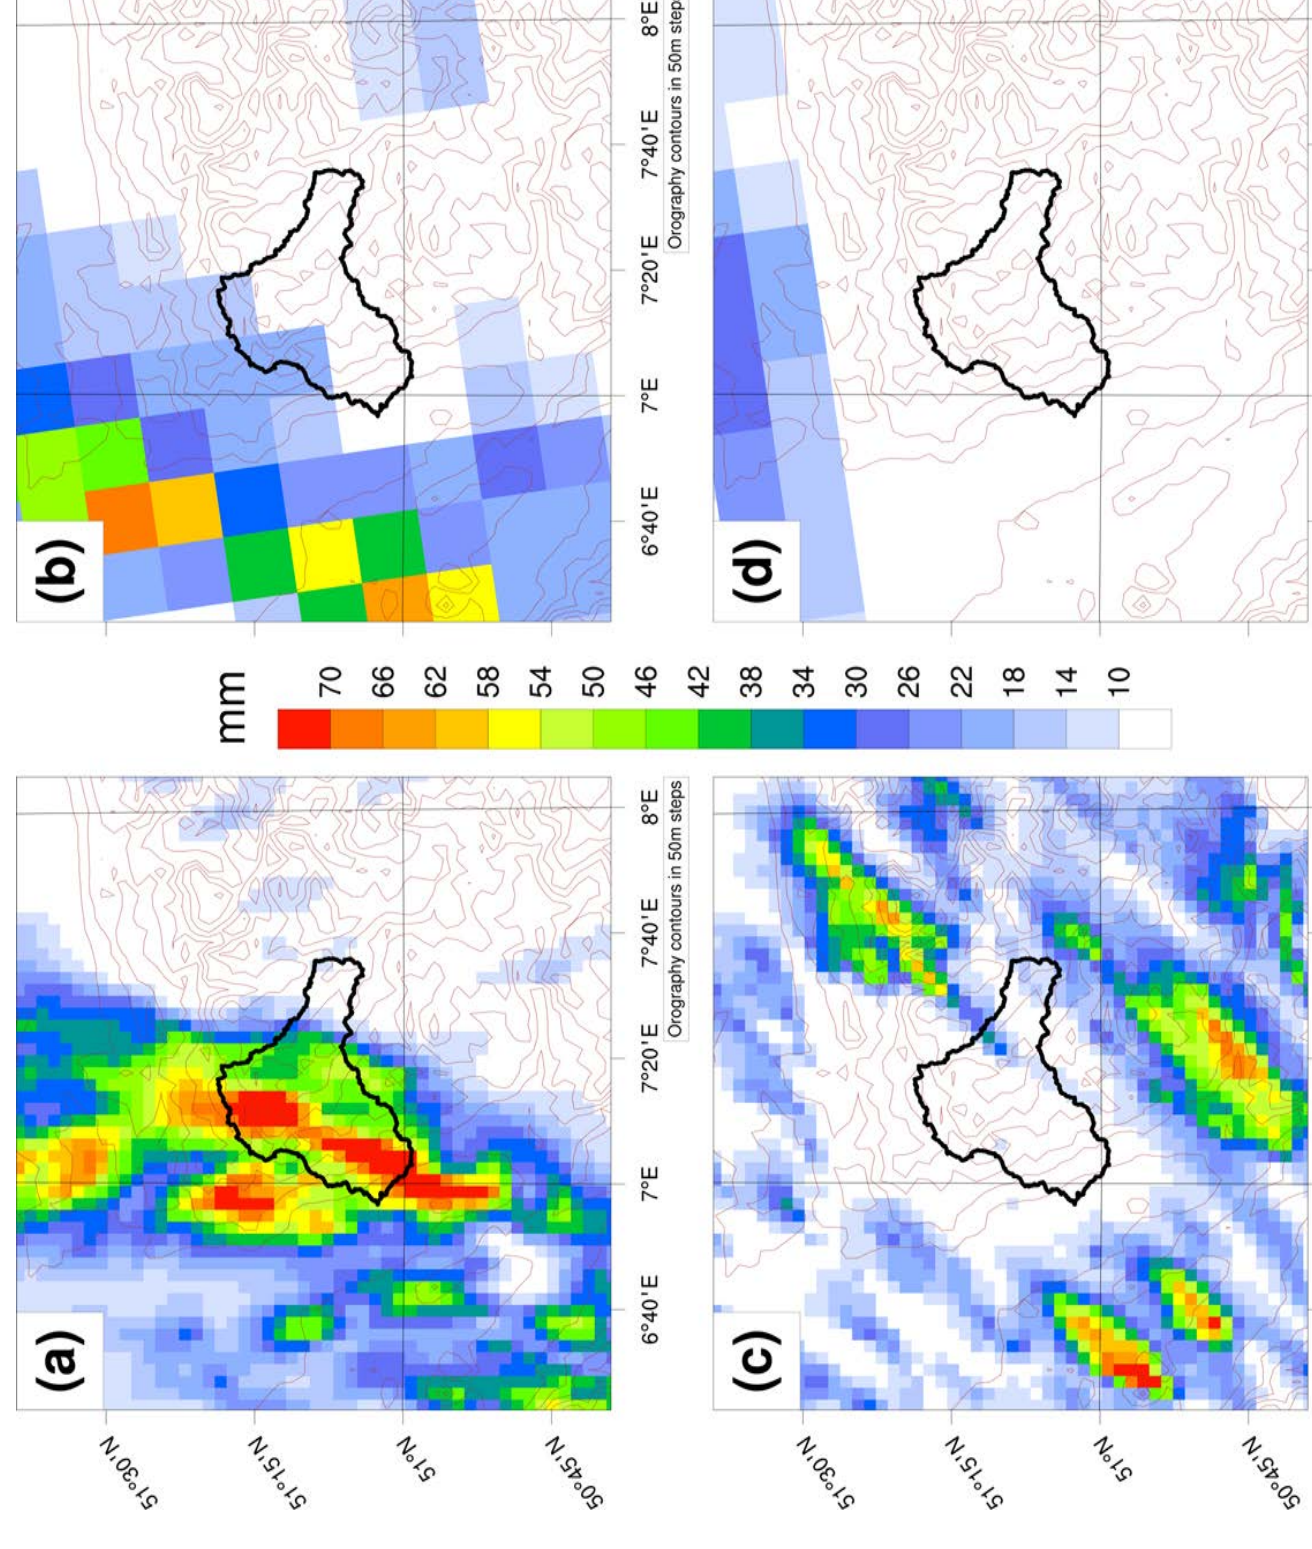 (a)
(b)
(c)
(d)
mm
70
66
62
58
54
50
46
42
38
34
30
26
22
18
14
10
51°30'N
51°15'N
51°N
50°45'N
6°40'E
7°E
7°20'E
7°40'E
8°E
Orography contours in 50m steps
6°40'E
7°E
7°20'E
7°40'E
8°E
Orography contours in 50m step
51°30'N
51°15'N
51°N
50°45'N